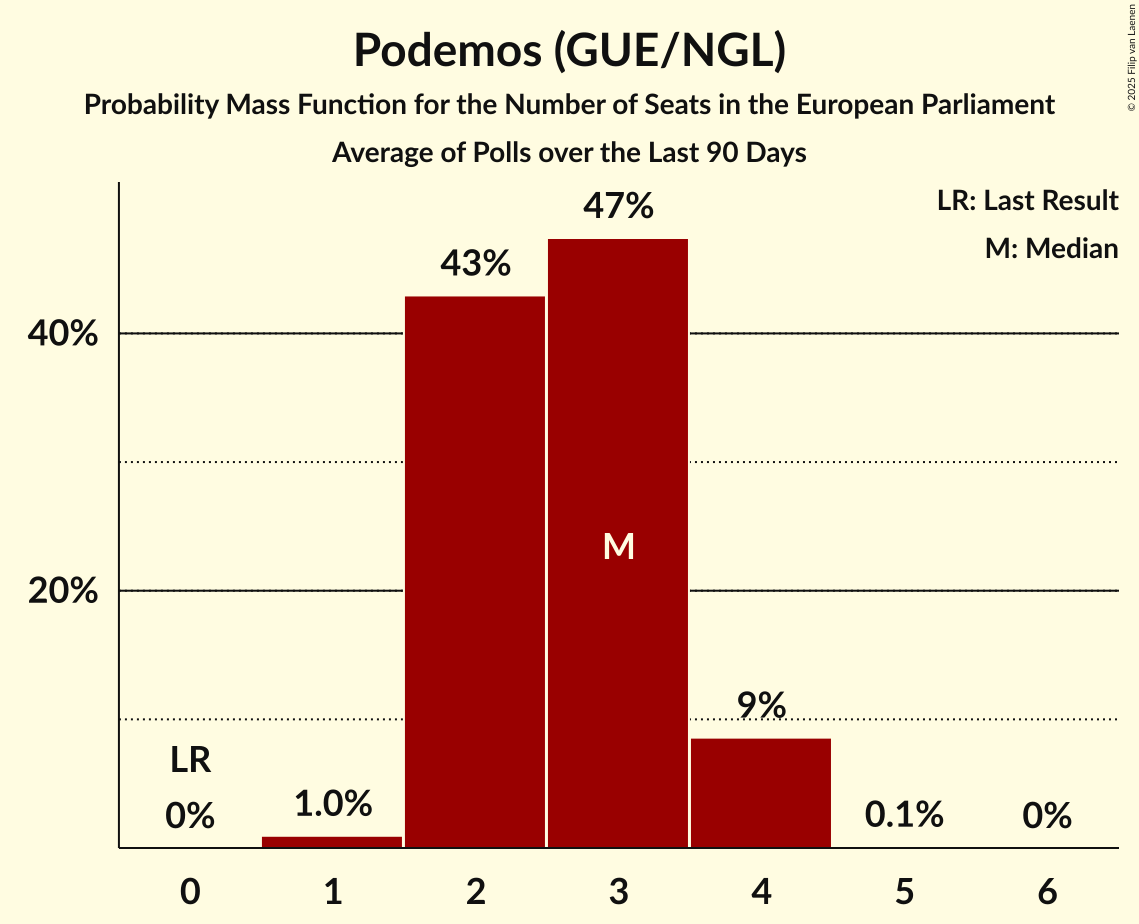 Podemos (GUE/NGL)
Probability Mass Function for the Number of Seats in the European Parliament
Average of Polls over the Last 90 Days
© 2025 Filip van Laenen
LR: Last Result
M: Median
47%
43%
40%
M
20%
9%
LR
0%
1.0%
0.1%
0%
0 1 2 3 4 5 6